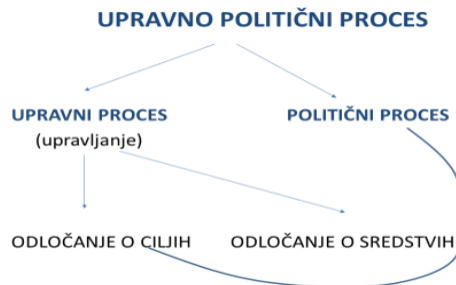 UPRAVNO POLITIČNI PROCES
UPRAVNI PROCES
(upravljanje)
POLITIČNI PROCES
ODLOČANJE O CILJIH
ODLOČANJE O SREDSTVIH